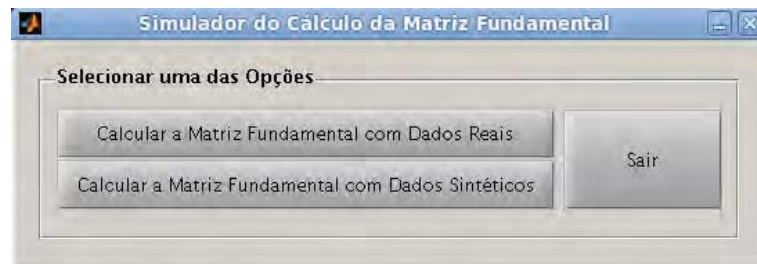 Simulador do Cálculo da Matriz Fundamental
Selecionar uma das Opções
Calcular a Matriz Fundamental com Dados Reais
Calcular a Matriz Fundamental com Dados Sintéticos
Sair